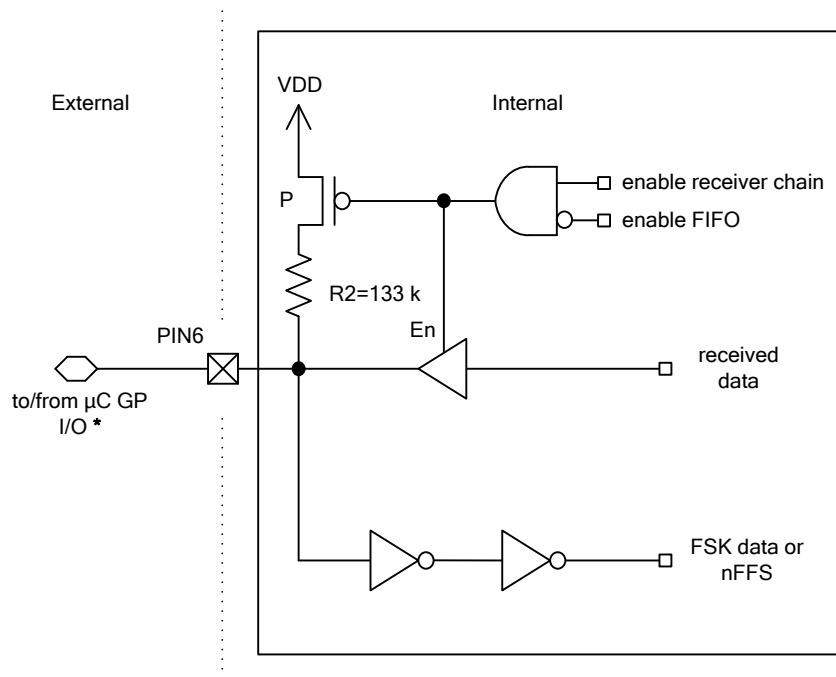 External
VDD
Internal
P
enable receiver chain
enable FIFO
R2=133 k
En
PIN6
received
data
to/from µC GP
I/O *
FSK data or
nFFS